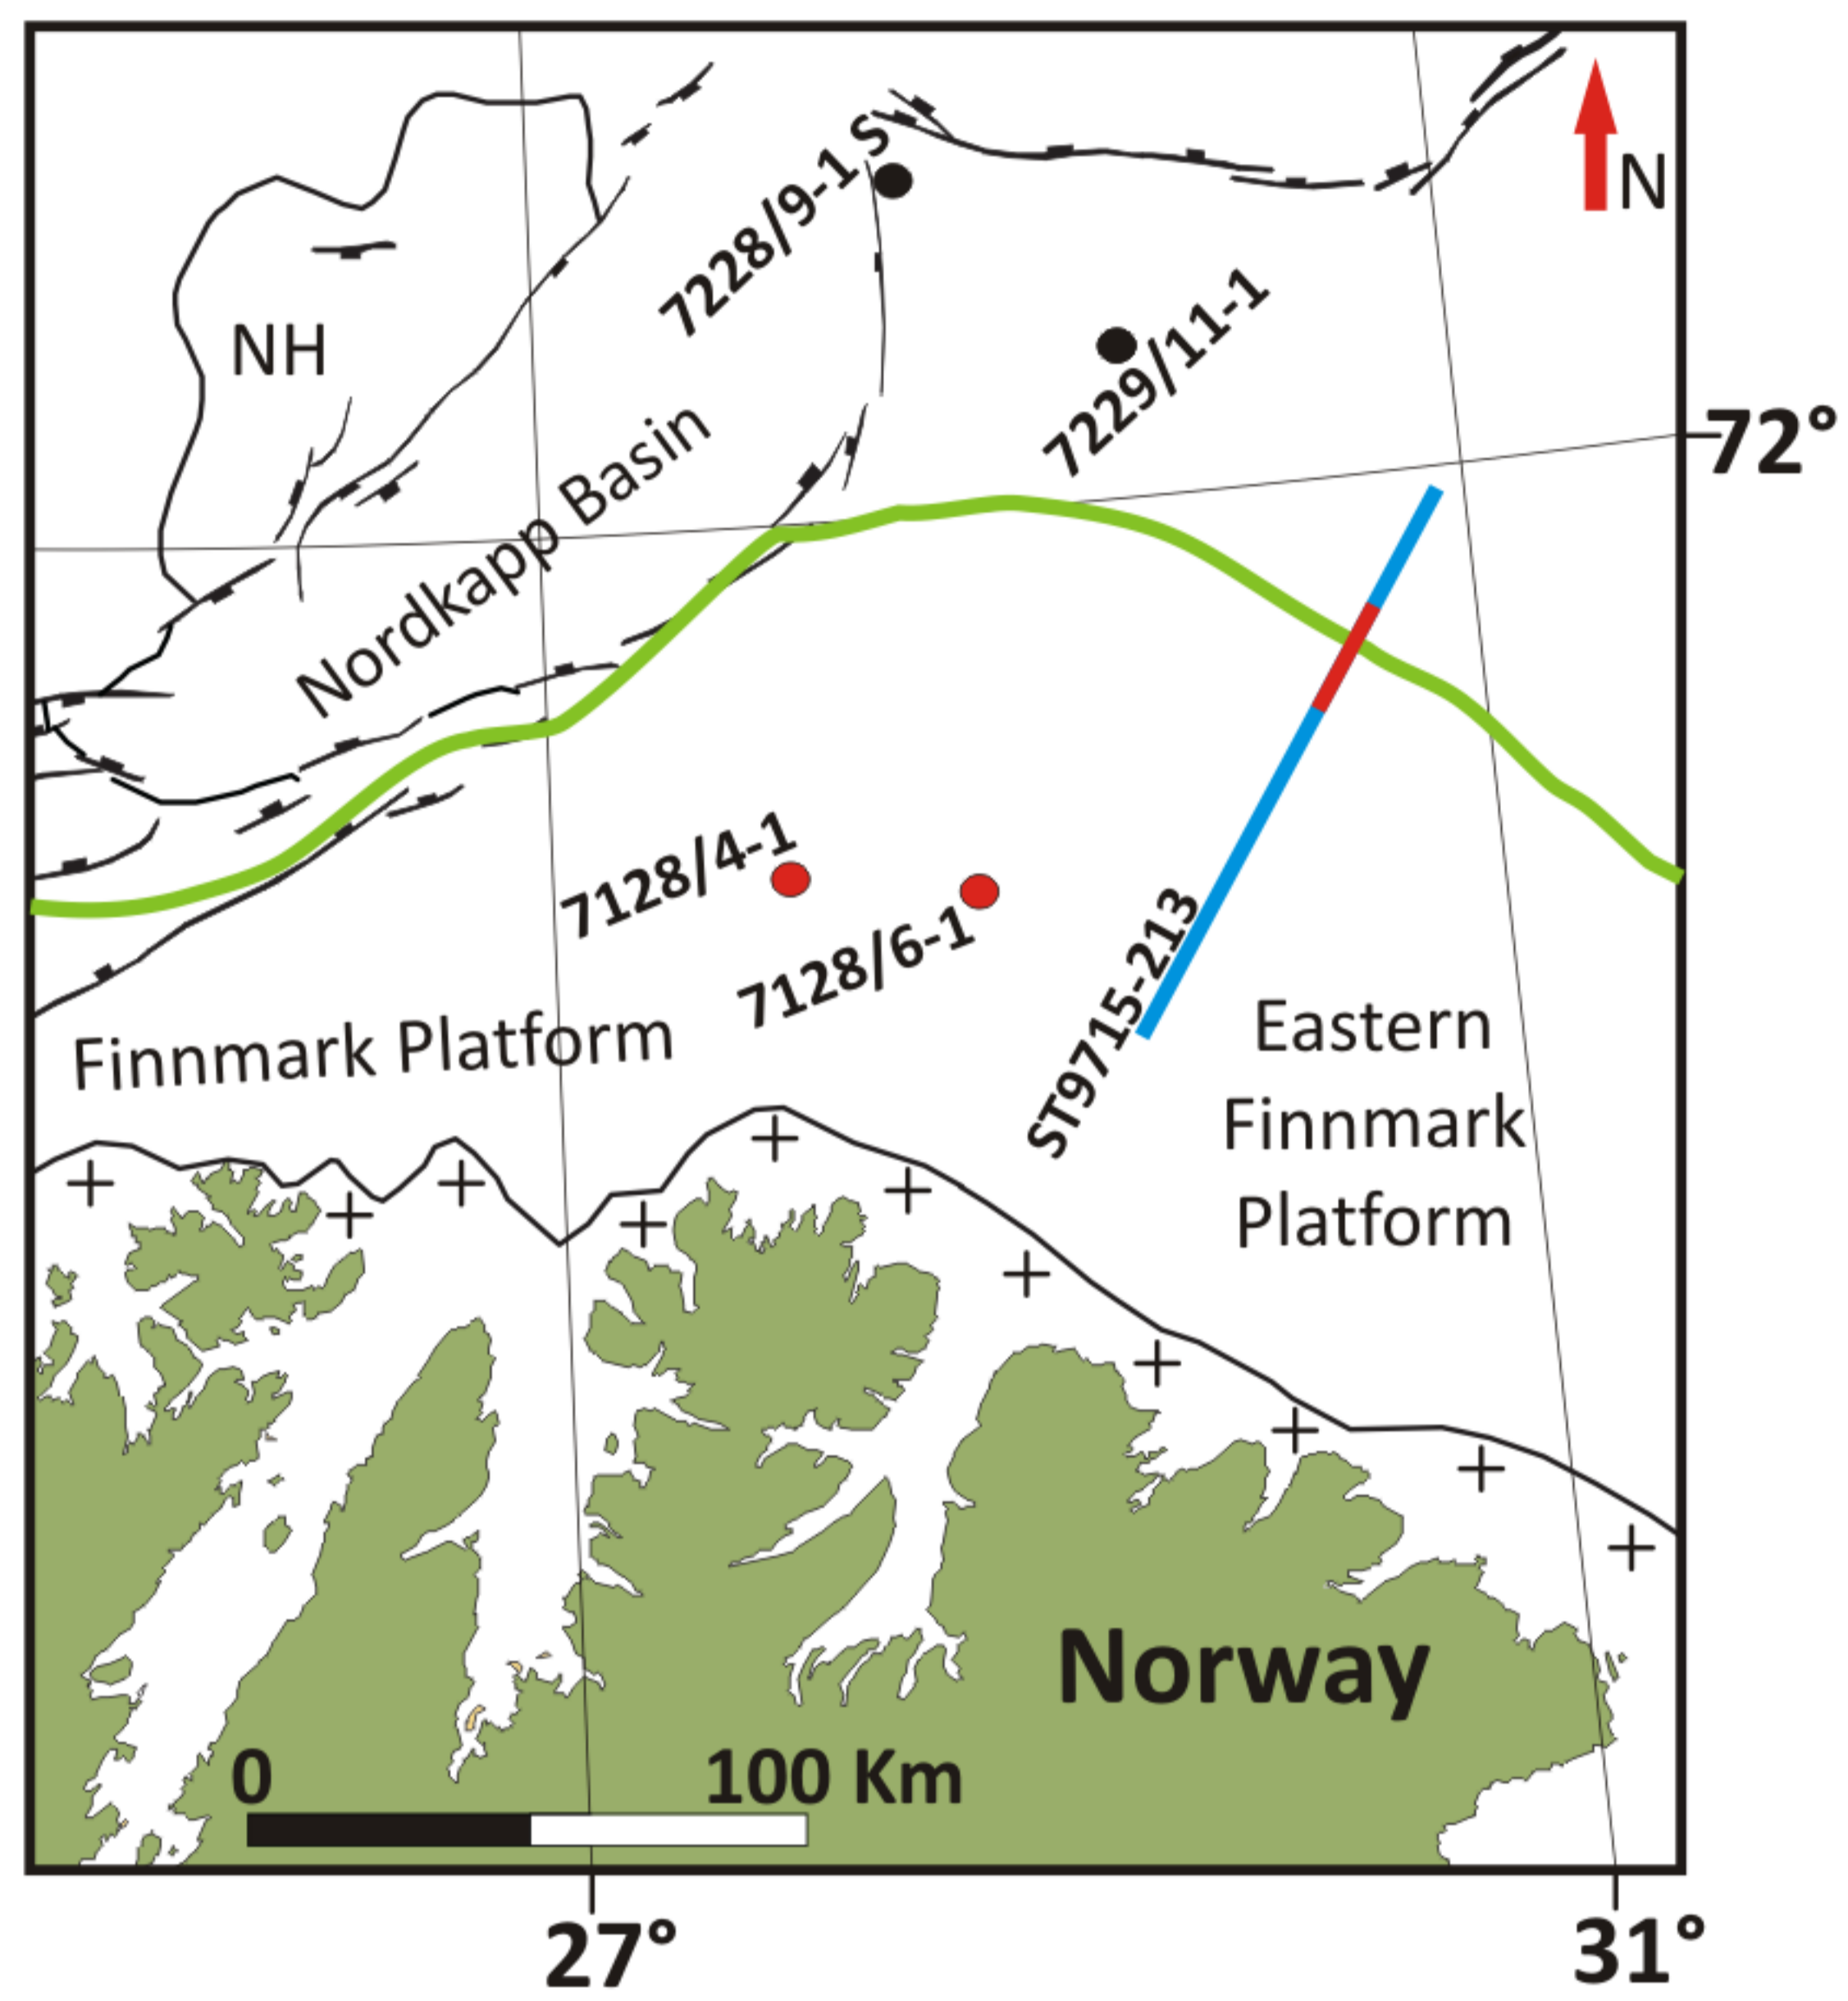 7228/9-1 S
N
NH
7229/11-1
72°
Nordkapp Basin
7128/4-1
7128/6-1
ST9715-213
Finnmark Platform
Eastern
Finnmark
Platform
Norway
0
100 Km
27°
31°